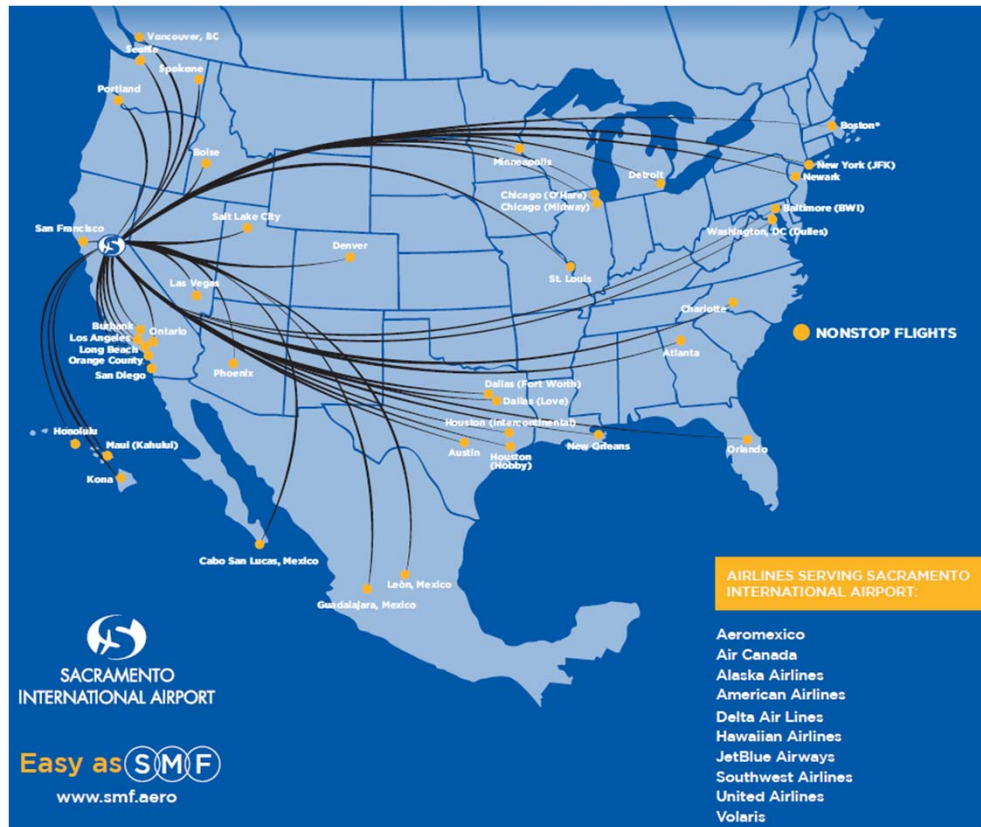 Vancouver, BC
Seattle
Spokane
Portland
Boise
Boston*
Minneapolis
New York (JFK)
Newark
Detroit
Chicago (O'Hare)
Chicago (Midway)
Baltimore (BWI)
Washington, DC (Dulles)
San Francisco
S
Salt Lake City
Denver
St. Louis
Las Vegas
Charlotte
Burbank
Ontario
Los Angeles
Long Beach
Orange County
San Diego
Phoenix
Atlanta
NONSTOP FLIGHTS
Dallas (Fort Worth)
Dallas (Love)
Houston (Intercontinental)
Austin
Houston
(Hobby)
New Orleans
Orlando
Honolulu
Maui (Kahului)
Kona
Cabo San Lucas, Mexico
León, Mexico
Guadalajara, Mexico
AIRLINES SERVING SACRAMENTO
INTERNATIONAL AIRPORT:
Aeromexico
Air Canada
Alaska Airlines
American Airlines
Delta Air Lines
Hawaiian Airlines
JetBlue Airways
Southwest Airlines
United Airlines
Volaris
S
SACRAMENTO
INTERNATIONAL AIRPORT
Easy as SMF
www.smf.aero